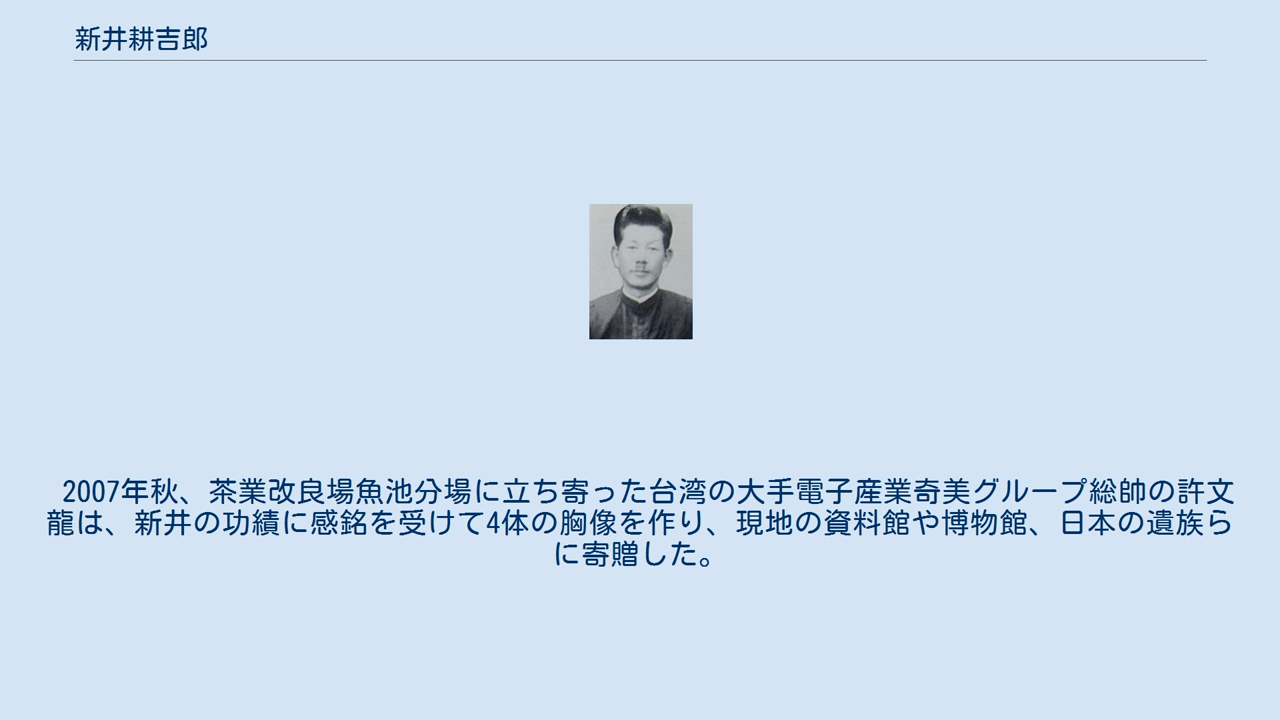 新井耕吉郎
2007年秋、茶業改良場魚池分場に立ち寄った台湾の大手電子産業奇美グループ総帥の許文
龍は、新井の功績に感銘を受けて4体の胸像を作り、現地の資料館や博物館、日本の遺族ら
に寄贈した。